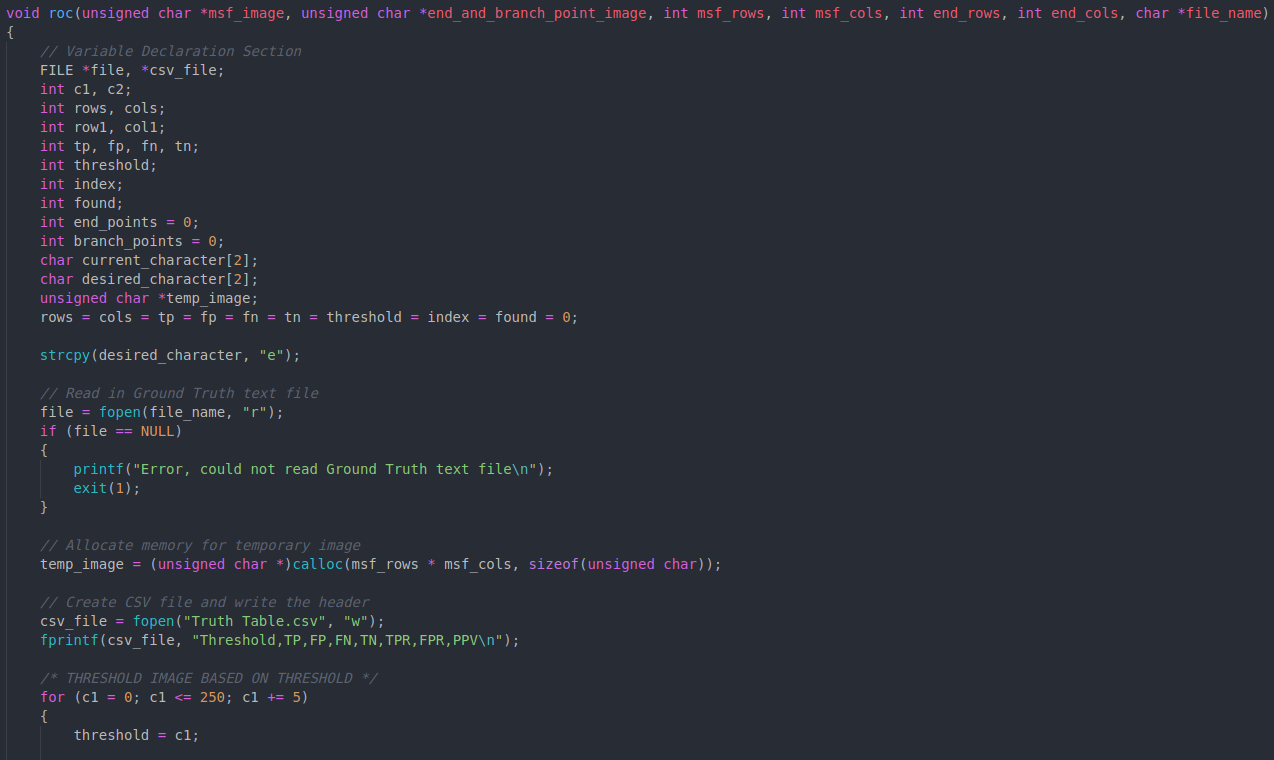 void roc(unsigned char *msf_image, unsigned char *end_and_branch_point_image, int msf_rows, int msf_cols, int end_rows, int end_cols, char *file_name)
{
    // Variable Declaration Section
    FILE *file, *csv_file;
    int c1, c2;
    int rows, cols;
    int row1, col1;
    int tp, fp, fn, tn;
    int threshold;
    int index;
    int found;
    int end_points = 0;
    int branch_points = 0;
    char current_character[2];
    char desired_character[2];
    unsigned char *temp_image;
    rows = cols = tp = fp = fn = tn = threshold = index = found = 0;

    strcpy(desired_character, "e");

    // Read in Ground Truth text file
    file = fopen(file_name, "r");
    if (file == NULL)
    {
        printf("Error, could not read Ground Truth text file\n");
        exit(1);
    }

    // Allocate memory for temporary image
    temp_image = (unsigned char *)calloc(msf_rows * msf_cols, sizeof(unsigned char));

    // Create CSV file and write the header
    csv_file = fopen("Truth Table.csv", "w");
    fprintf(csv_file, "Threshold,TP,FP,FN,TN,TPR,FPR,PPV\n");

    /* THRESHOLD IMAGE BASED ON THRESHOLD */
    for (c1 = 0; c1 <= 250; c1 += 5)
    {
        threshold = c1;